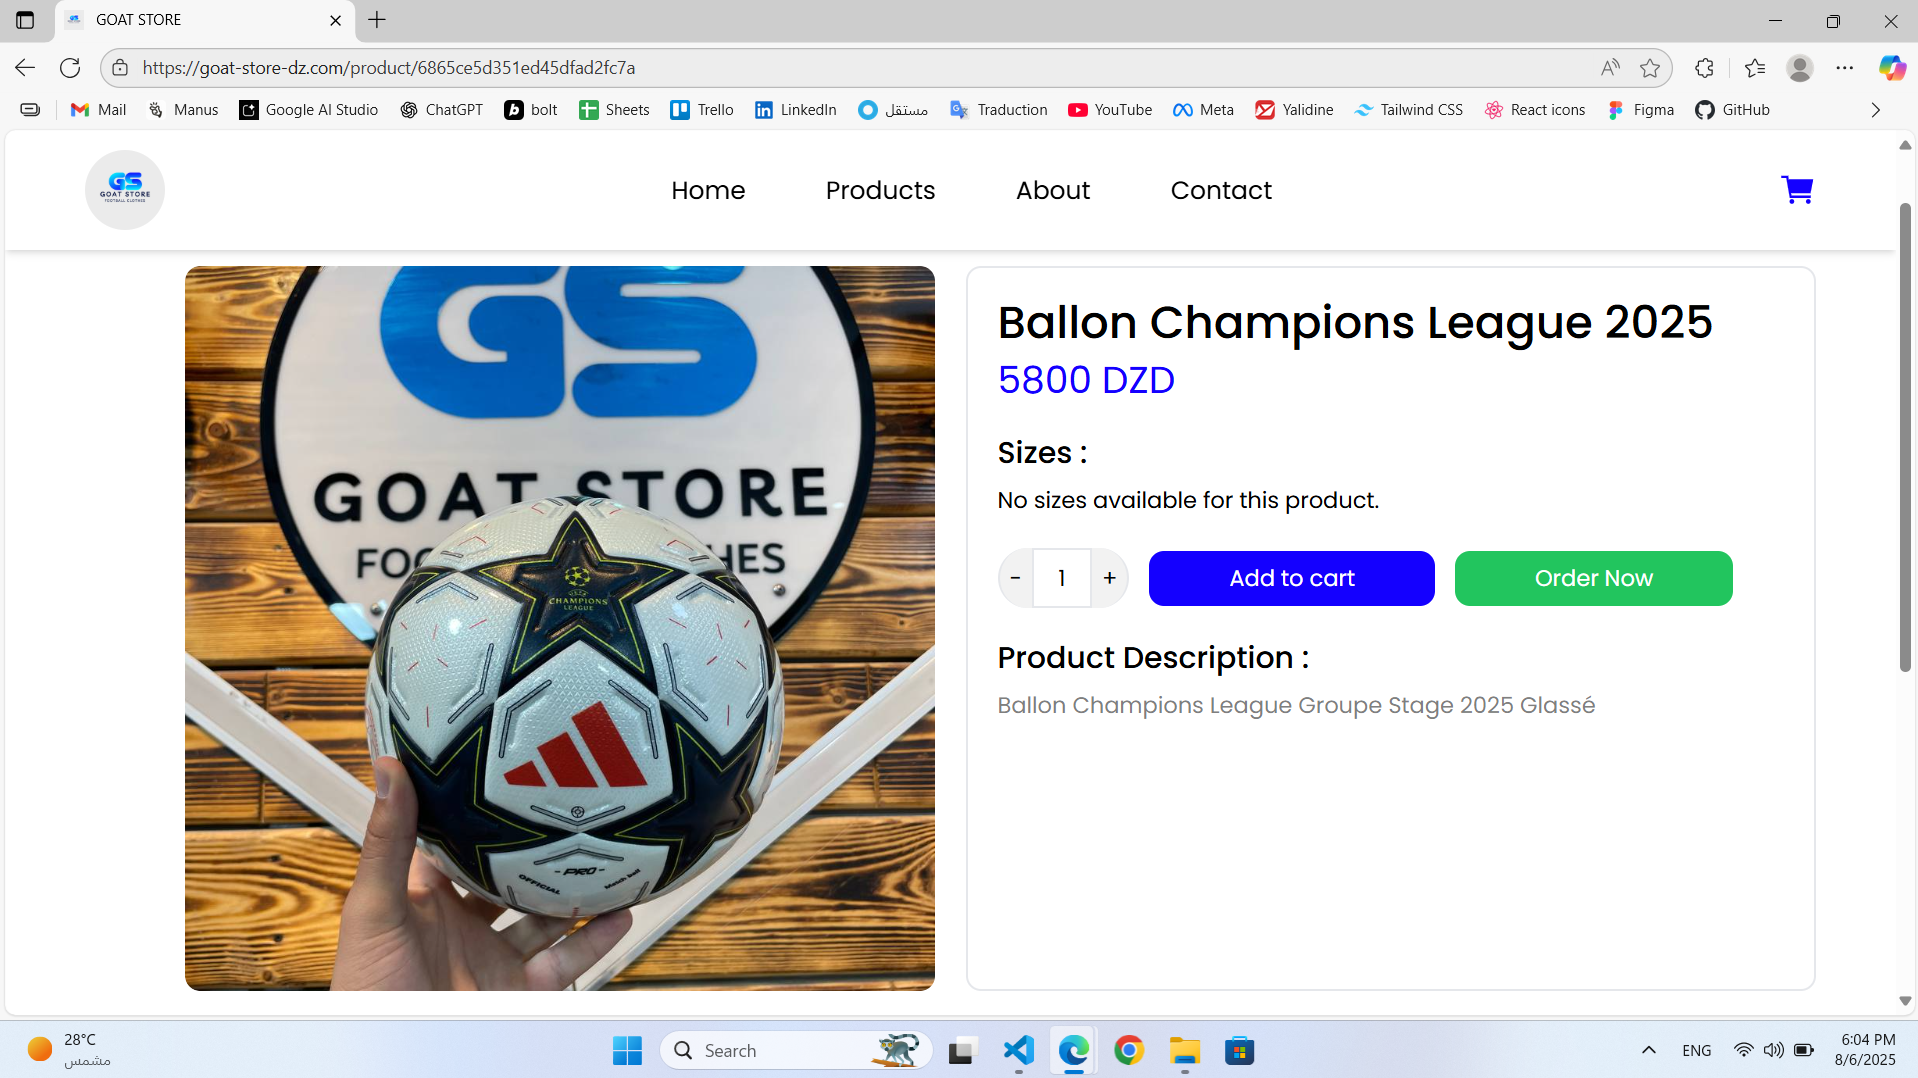 GOAT STORE
https://goat-store-dz.com/product/6865ce5d351ed45dfad2fc7a
Mail
Manus
Google AI Studio
ChatGPT
bolt
Sheets
Trello
LinkedIn
مستقل
Traduction
YouTube
Meta
Yalidine
Tailwind CSS
React icons
Figma
GitHub
GS
GOAT STORE
FOOTBALL CLOTHES
Home
Products
About
Contact
GS
GOAT STORE
CHAMPIONS
LEAGUE
- PRO -
OFFICIAL
Match Ball
Ballon Champions League 2025
5800 DZD
Sizes :
No sizes available for this product.
- 1 +
Add to cart
Order Now
Product Description :
Ballon Champions League Groupe Stage 2025 Glassé
28°C
مشمس
Search
ENG
6:04 PM
8/6/2025